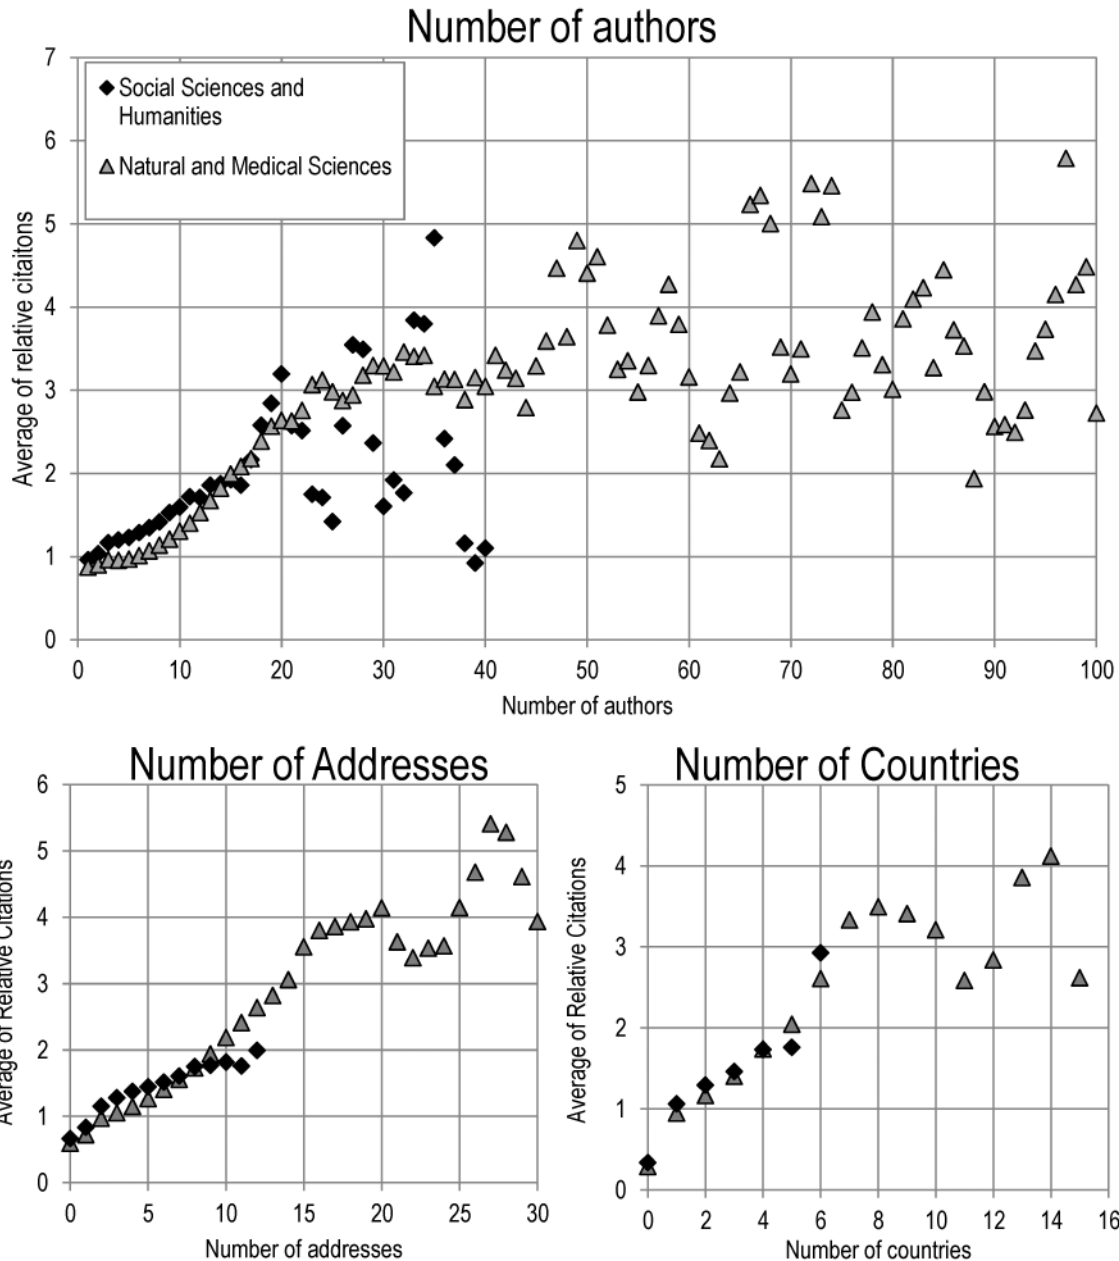 Number of authors
7
6
5
4
3
2
1
0
Average of relative citaitons
Social Sciences and
Humanities
Natural and Medical Sciences
0 10 20 30 40 50 60 70 80 90 100
Number of authors
Number of Addresses
6
5
4
3
2
1
0
Average of Relative Citations
0 5 10 15 20 25 30
Number of addresses
Number of Countries
5
4
3
2
1
0
Average of Relative Citations
0 2 4 6 8 10 12 14 16
Number of countries